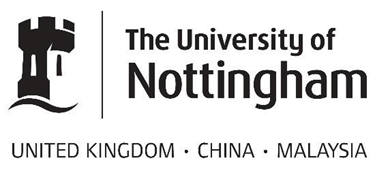 The University of
Nottingham
UNITED KINGDOM · CHINA · MALAYSIA